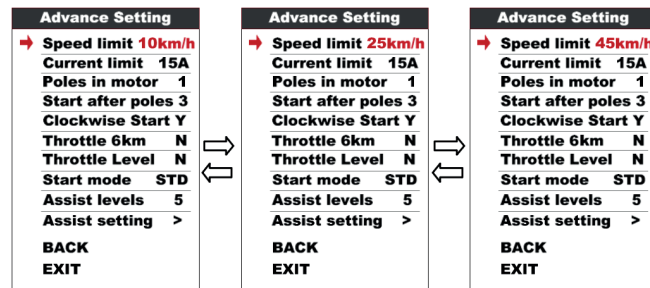 Advance Setting
Speed limit 10km/h
Current limit 15A
Poles in motor 1
Start after poles 3
Clockwise Start Y
Throttle 6km N
Throttle Level N
Start mode STD
Assist levels 5
Assist setting >
BACK
EXIT
Advance Setting
Speed limit 25km/h
Current limit 15A
Poles in motor 1
Start after poles 3
Clockwise Start Y
Throttle 6km N
Throttle Level N
Start mode STD
Assist levels 5
Assist setting >
BACK
EXIT
Advance Setting
Speed limit 45km/h
Current limit 15A
Poles in motor 1
Start after poles 3
Clockwise Start Y
Throttle 6km N
Throttle Level N
Start mode STD
Assist levels 5
Assist setting >
BACK
EXIT